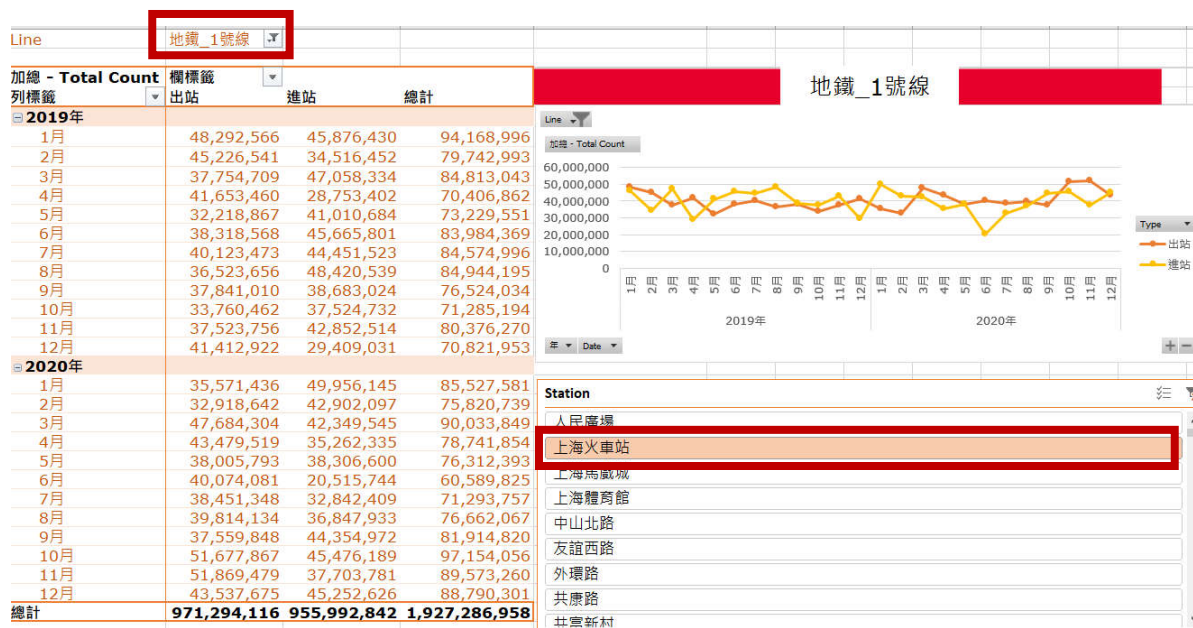 Line 地鐵_1號線
加總 - Total Count 欄標籤
列標籤 出站 進站 總計
2019年
1月 48,292,566 45,876,430 94,168,996
2月 45,226,541 34,516,452 79,742,993
3月 37,754,709 47,058,334 84,813,043
4月 41,653,460 28,753,402 70,406,862
5月 32,218,867 41,010,684 73,229,551
6月 38,318,568 45,665,801 83,984,369
7月 40,123,473 44,451,523 84,574,996
8月 36,523,656 48,420,539 84,944,195
9月 37,841,010 38,683,024 76,524,034
10月 33,760,462 37,524,732 71,285,194
11月 37,523,756 42,852,514 80,376,270
12月 41,412,922 29,409,031 70,821,953
2020年
1月 35,571,436 49,956,145 85,527,581
2月 32,918,642 42,902,097 75,820,739
3月 47,684,304 42,349,545 90,033,849
4月 43,479,519 35,262,335 78,741,854
5月 38,005,793 38,306,600 76,312,393
6月 40,074,081 20,515,744 60,589,825
7月 38,451,348 32,842,409 71,293,757
8月 39,814,134 36,847,933 76,662,067
9月 37,559,848 44,354,972 81,914,820
10月 51,677,867 45,476,189 97,154,056
11月 51,869,479 37,703,781 89,573,260
12月 43,537,675 45,252,626 88,790,301
總計 971,294,116 955,992,842 1,927,286,958
地鐵_1號線
Line
加總 - Total Count
60,000,000
50,000,000
40,000,000
30,000,000
20,000,000
10,000,000
0
1月 2月 3月 4月 5月 6月 7月 8月 9月 10月 11月 12月 1月 2月 3月 4月 5月 6月 7月 8月 9月 10月 11月 12月
2019年 2020年
Type
出站
進站
年 Date
Station
人民廣場
上海火車站
上海馬戲城
上海體育館
中山北路
友誼西路
外環路
共康路
共富新村